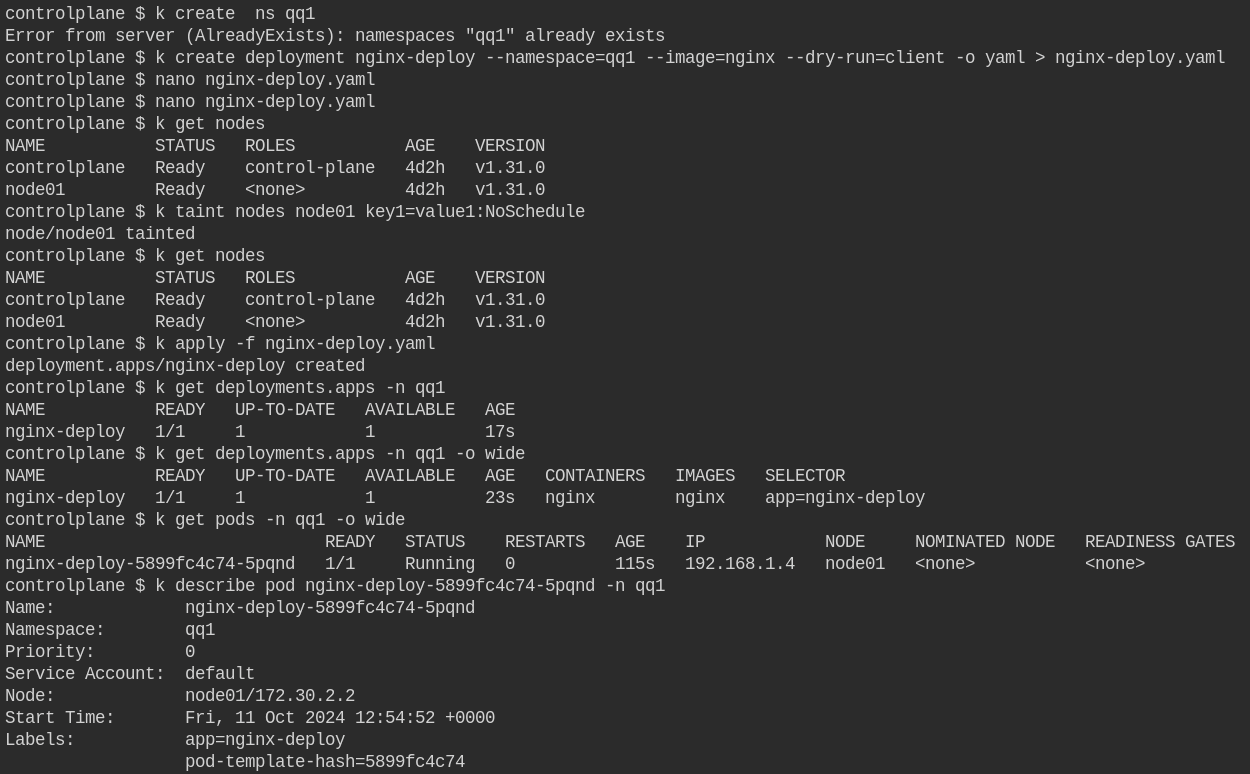 controlplane $ k create  ns qq1
Error from server (AlreadyExists): namespaces "qq1" already exists
controlplane $ k create deployment nginx-deploy --namespace=qq1 --image=nginx --dry-run=client -o yaml > nginx-deploy.yaml
controlplane $ nano nginx-deploy.yaml
controlplane $ nano nginx-deploy.yaml
controlplane $ k get nodes
NAME           STATUS   ROLES           AGE    VERSION
controlplane   Ready    control-plane   4d2h   v1.31.0
node01         Ready    <none>          4d2h   v1.31.0
controlplane $ k taint nodes node01 key1=value1:NoSchedule
node/node01 tainted
controlplane $ k get nodes
NAME           STATUS   ROLES           AGE    VERSION
controlplane   Ready    control-plane   4d2h   v1.31.0
node01         Ready    <none>          4d2h   v1.31.0
controlplane $ k apply -f nginx-deploy.yaml
deployment.apps/nginx-deploy created
controlplane $ k get deployments.apps -n qq1
NAME           READY   UP-TO-DATE   AVAILABLE   AGE
nginx-deploy   1/1     1            1           17s
controlplane $ k get deployments.apps -n qq1 -o wide
NAME           READY   UP-TO-DATE   AVAILABLE   AGE   CONTAINERS   IMAGES   SELECTOR
nginx-deploy   1/1     1            1           23s   nginx        nginx    app=nginx-deploy
controlplane $ k get pods -n qq1 -o wide
NAME                            READY   STATUS    RESTARTS   AGE    IP            NODE     NOMINATED NODE   READINESS GATES
nginx-deploy-5899fc4c74-5pqnd   1/1     Running   0          115s   192.168.1.4   node01   <none>           <none>
controlplane $ k describe pod nginx-deploy-5899fc4c74-5pqnd -n qq1
Name:             nginx-deploy-5899fc4c74-5pqnd
Namespace:        qq1
Priority:         0
Service Account:  default
Node:             node01/172.30.2.2
Start Time:       Fri, 11 Oct 2024 12:54:52 +0000
Labels:           app=nginx-deploy
                  pod-template-hash=5899fc4c74